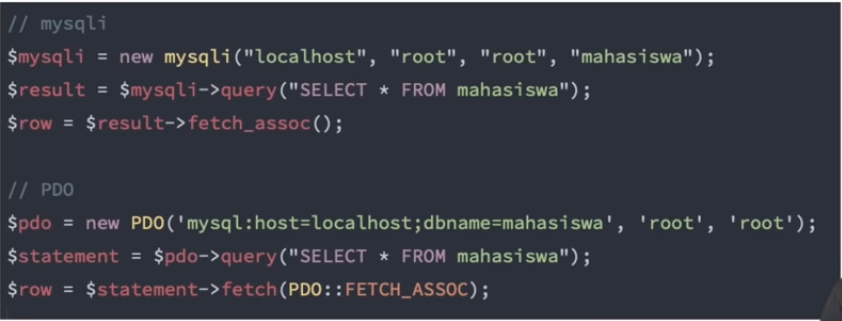 // mysqli
$mysqli = new mysqli("localhost", "root", "root", "mahasiswa");
$result = $mysqli->query("SELECT * FROM mahasiswa");
$row = $result->fetch_assoc();
// PDO
$pdo = new PDO('mysql:host=localhost;dbname=mahasiswa', 'root', 'root');
$statement = $pdo->query("SELECT * FROM mahasiswa");
$row = $statement->fetch(PDO::FETCH_ASSOC);